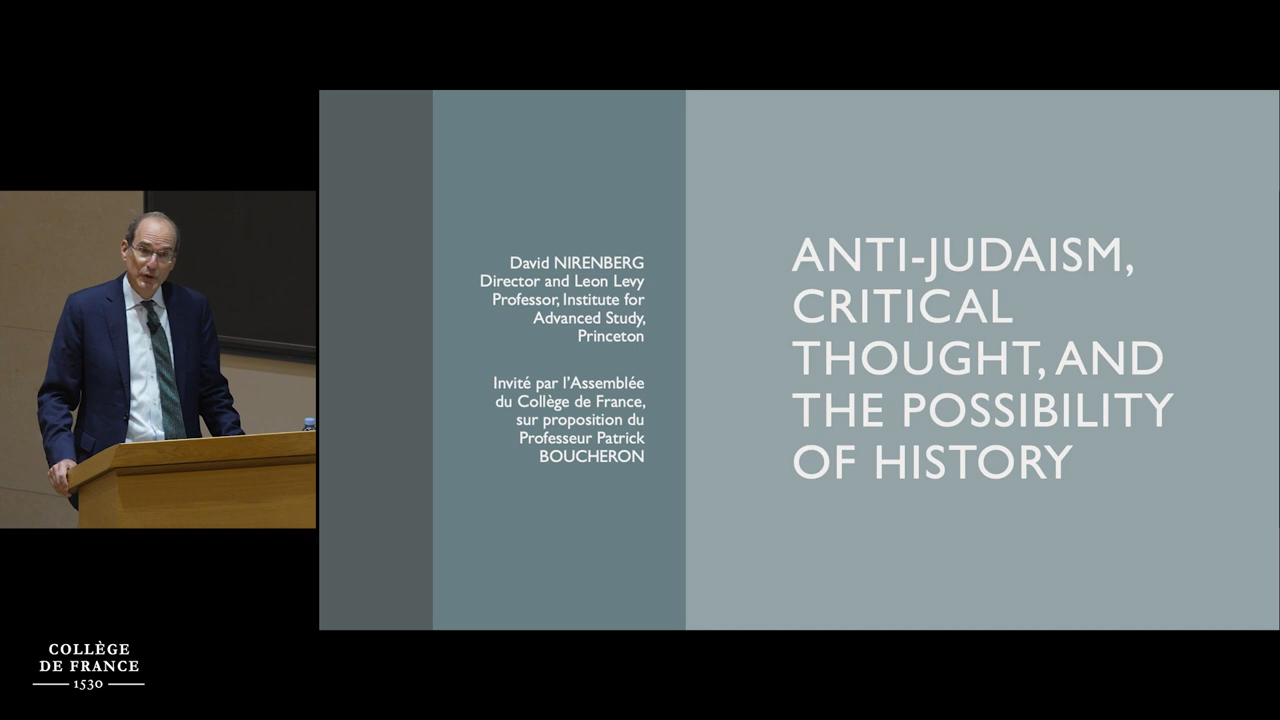 David NIRENBERG
Director and Leon Levy
Professor, Institute for
Advanced Study,
Princeton
Invité par l'Assemblée
du Collège de France,
sur proposition du
Professeur Patrick
BOUCHERON
ANTI-JUDAISM,
CRITICAL
THOUGHT, AND
THE POSSIBILITY
OF HISTORY
COLLÈGE
DE FRANCE
1530